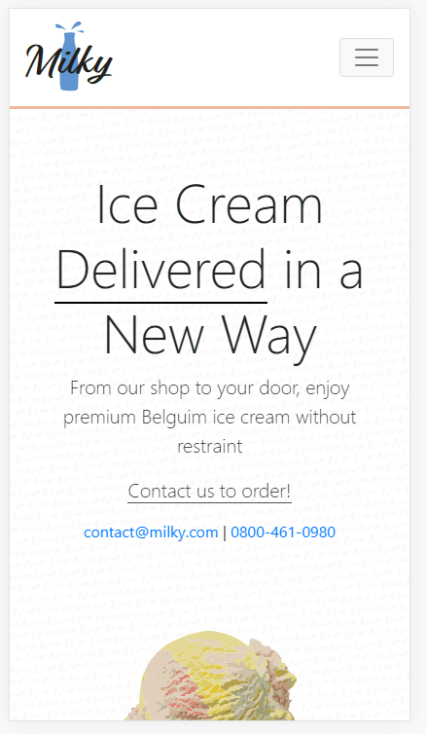 Milky
Ice Cream
Delivered in a
New Way
From our shop to your door, enjoy
premium Belguim ice cream without
restraint
Contact us to order!
contact@milky.com | 0800-461-0980